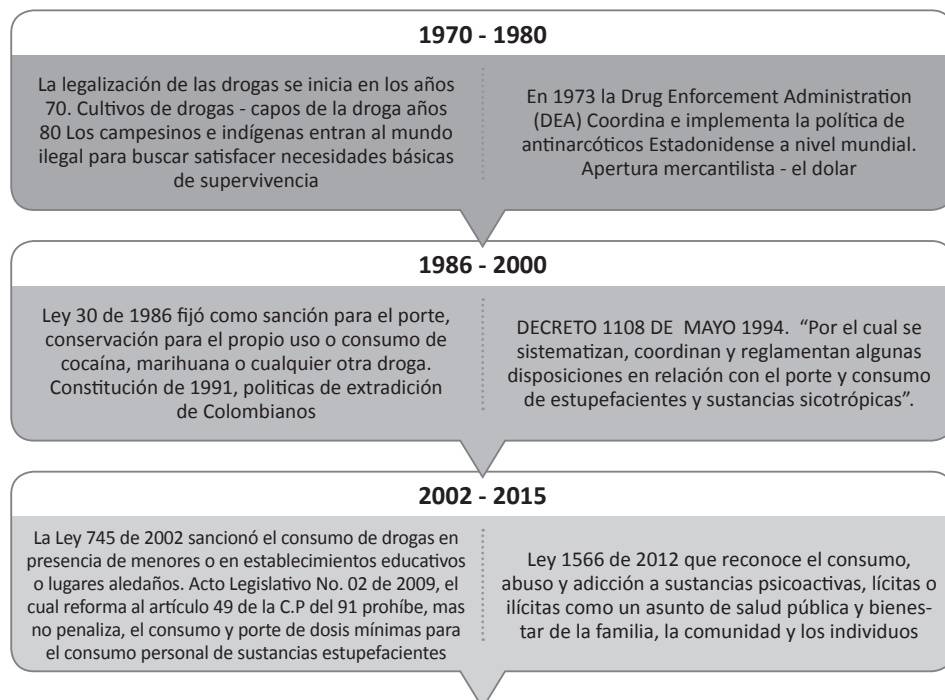 1970 - 1980
La legalización de las drogas se inicia en los años
70. Cultivos de drogas - capos de la droga años
80 Los campesinos e indígenas entran al mundo
ilegal para buscar satisfacer necesidades básicas
de supervivencia
En 1973 la Drug Enforcement Administration
(DEA) Coordina e implementa la política de
antinarcóticos Estadonidense a nivel mundial.
Apertura mercantilista - el dolar
1986 - 2000
Ley 30 de 1986 fijó como sanción para el porte,
conservación para el propio uso o consumo de
cocaína, marihuana o cualquier otra droga.
Constitución de 1991, politicas de extradición
de Colombianos
DECRETO 1108 DE MAYO 1994. “Por el cual se
sistematizan, coordinan y reglamentan algunas
disposiciones en relación con el porte y consumo
de estupefacientes y sustancias sicotrópicas”.
2002 - 2015
La Ley 745 de 2002 sancionó el consumo de drogas en
presencia de menores o en establecimientos educativos
o lugares aledaños. Acto Legislativo No. 02 de 2009, el
cual reforma al artículo 49 de la C.P del 91 prohíbe, mas
no penaliza, el consumo y porte de dosis mínimas para
el consumo personal de sustancias estupefacientes
Ley 1566 de 2012 que reconoce el consumo,
abuso y adicción a sustancias psicoactivas, lícitas o
ilícitas como un asunto de salud pública y bienes-
tar de la familia, la comunidad y los individuos